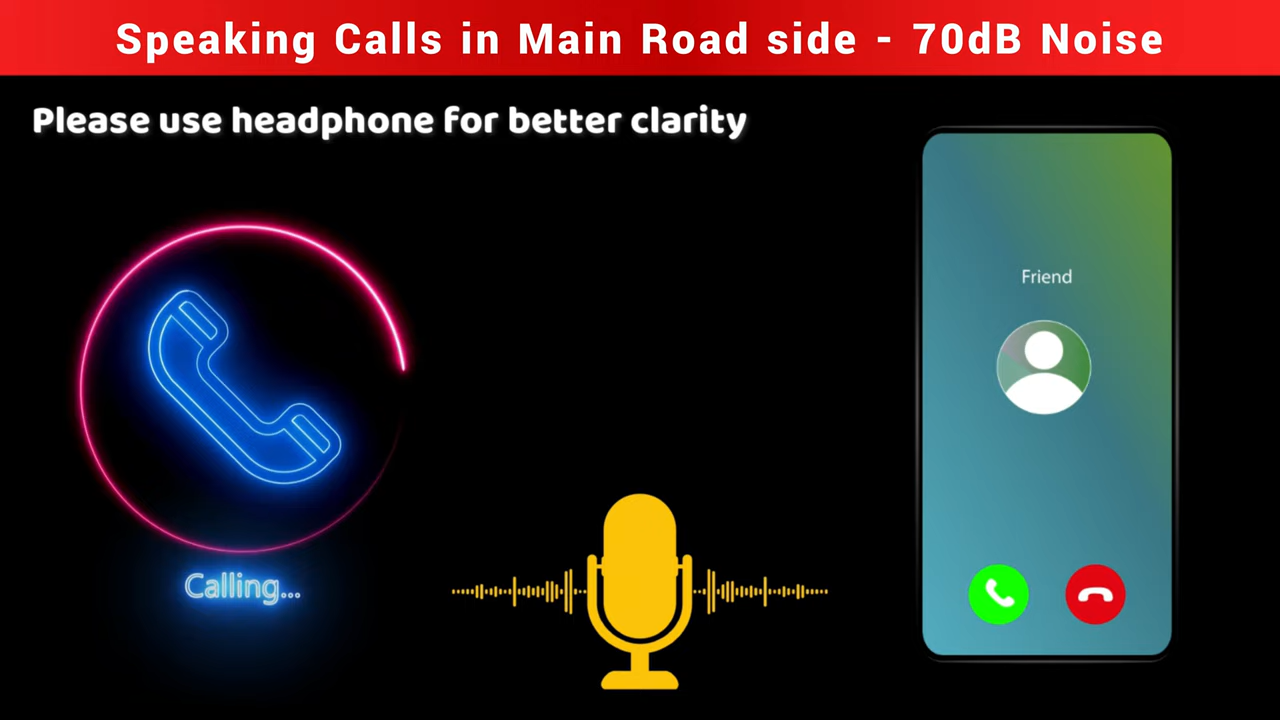 Speaking Calls in Main Road side - 70dB Noise
Please use headphone for better clarity
Friend
Calling...